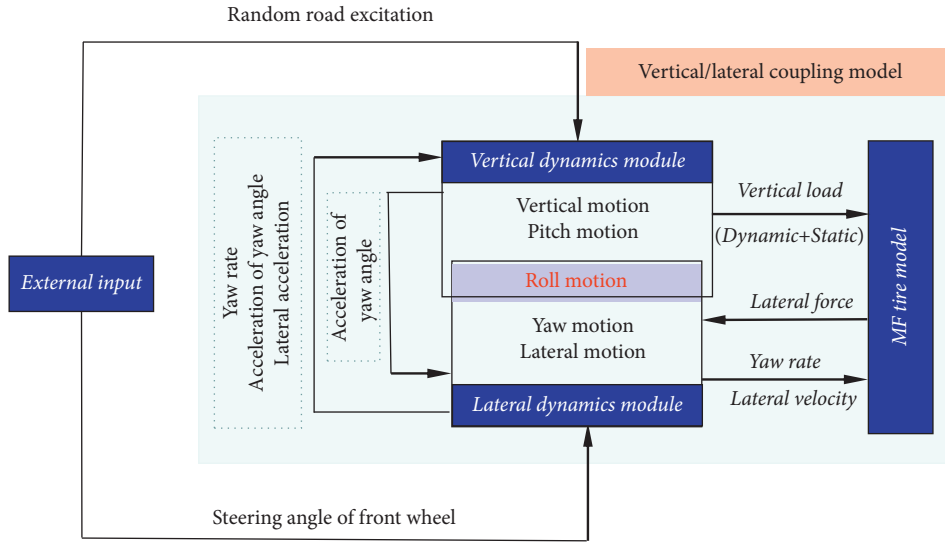 Random road excitation
Vertical/lateral coupling model
Vertical dynamics module
Vertical motion
Pitch motion
Roll motion
Yaw motion
Lateral motion
Lateral dynamics module
External input
Yaw rate
Acceleration of yaw angle
Lateral acceleration
Acceleration of
yaw angle
Vertical load
(Dynamic+Static)
Lateral force
Yaw rate
Lateral velocity
MF tire model
Steering angle of front wheel